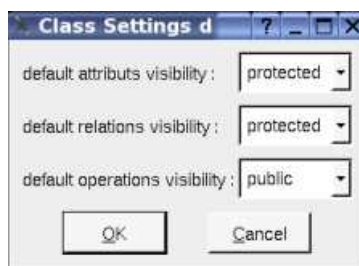 Class Settings d
default attributs visibility : protected
default relations visibility : protected
default operations visibility : public
OK Cancel